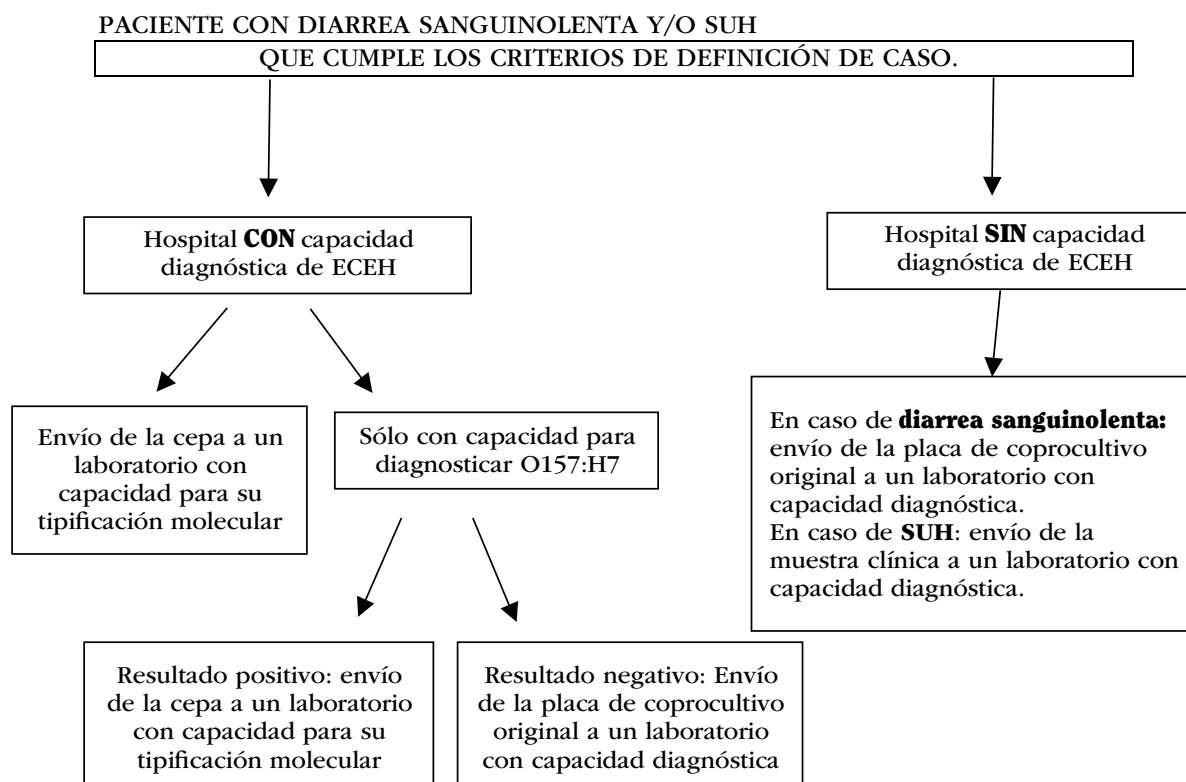 PACIENTE CON DIARREA SANGUINOLENTA Y/O SUH
QUE CUMPLE LOS CRITERIOS DE DEFINICIÓN DE CASO.
Hospital CON capacidad
diagnóstica de ECEH
Hospital SIN capacidad
diagnóstica de ECEH
Envío de la cepa a un
laboratorio con
capacidad para su
tipificación molecular
Sólo con capacidad para
diagnosticar O157:H7
En caso de diarrea sanguinolenta:
envío de la placa de coprocultivo
original a un laboratorio con
capacidad diagnóstica.
En caso de SUH: envío de la
muestra clínica a un laboratorio con
capacidad diagnóstica.
Resultado positivo: envío
de la cepa a un laboratorio
con capacidad para su
tipificación molecular
Resultado negativo: Envío
de la placa de coprocultivo
original a un laboratorio
con capacidad diagnóstica